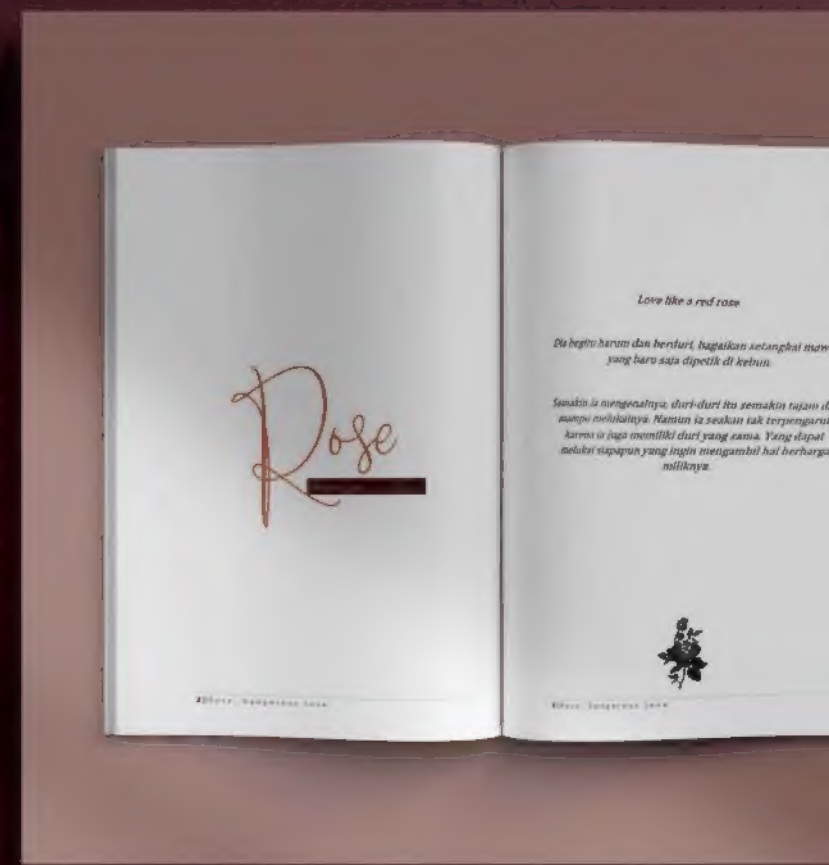 Rose
Love like a red rose
Dia begitu harum dan berduri, bagaikan setangkai maw
yang baru saja dipetik di kebun.
Semakin ia mengenalnya, duri-duri itu semakin tajam d
mampu melukainya. Namun ia seakan tak terpengaruh
karena ia juga memiliki duri yang sama. Yang dapat
melukai siapapun yang ingin mengambil hal berharga
miliknya.